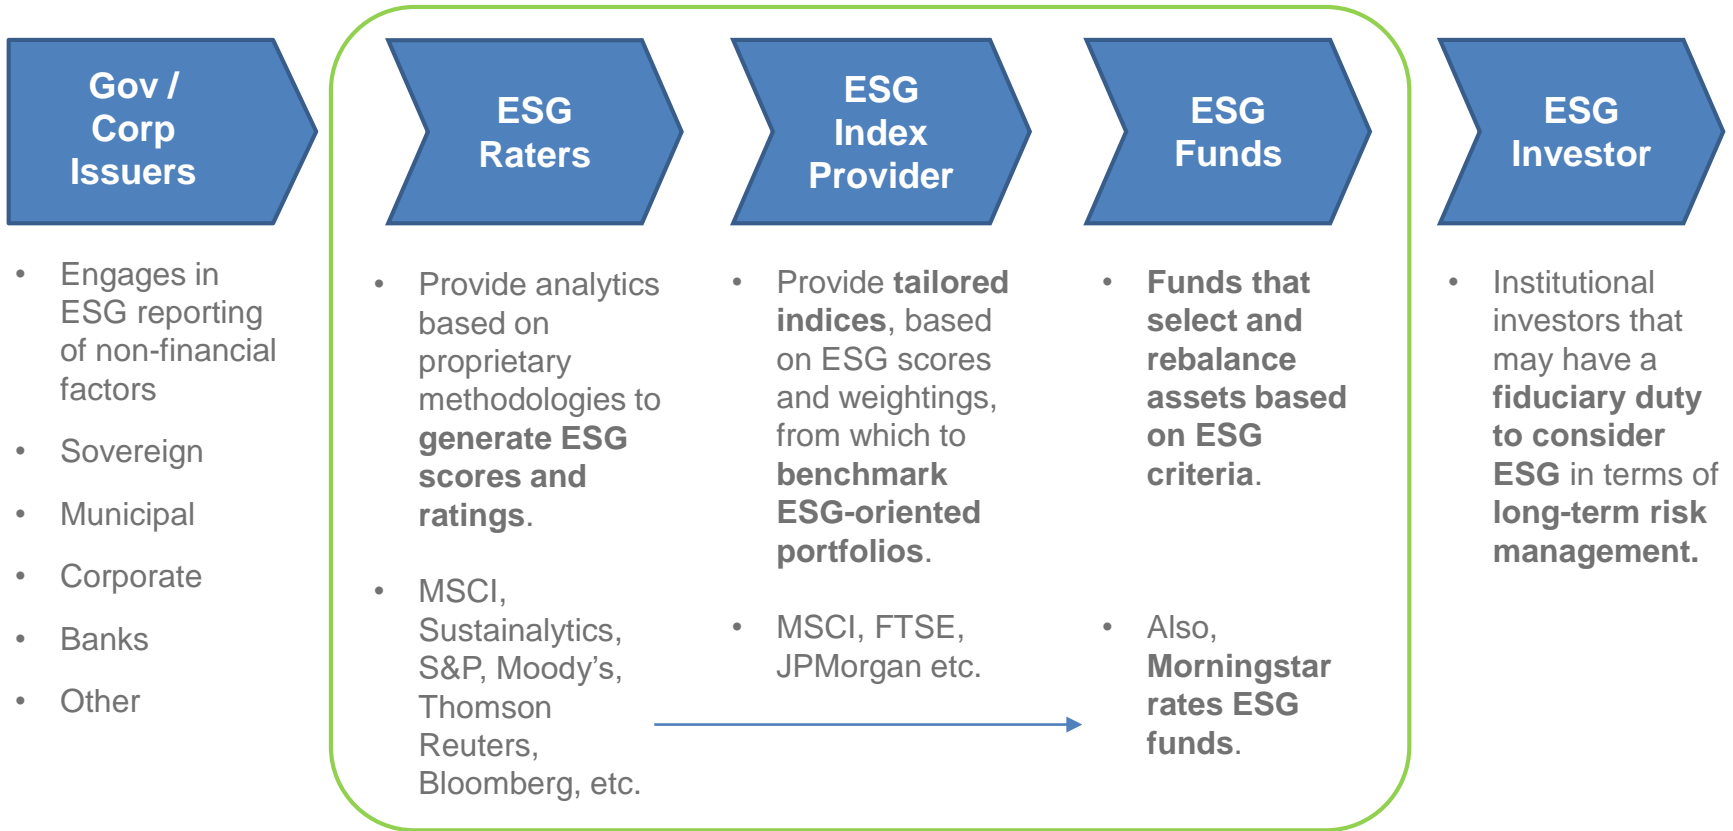 Gov /
Corp
Issuers
ESG
Raters
ESG
Index
Provider
ESG
Funds
ESG
Investor
• Engages in
ESG reporting
of non-financial
factors
• Sovereign
• Municipal
• Corporate
• Banks
• Other
• Provide analytics
based on
proprietary
methodologies to
generate ESG
scores and
ratings.
• MSCI,
Sustainalytics,
S&P, Moody’s,
Thomson
Reuters,
Bloomberg, etc.
• Provide tailored
indices, based
on ESG scores
and weightings,
from which to
benchmark
ESG-oriented
portfolios.
• MSCI, FTSE,
JPMorgan etc.
• Funds that
select and
rebalance
assets based
on ESG
criteria.
• Also,
Morningstar
rates ESG
funds.
• Institutional
investors that
may have a
fiduciary duty
to consider
ESG in terms of
long-term risk
management.